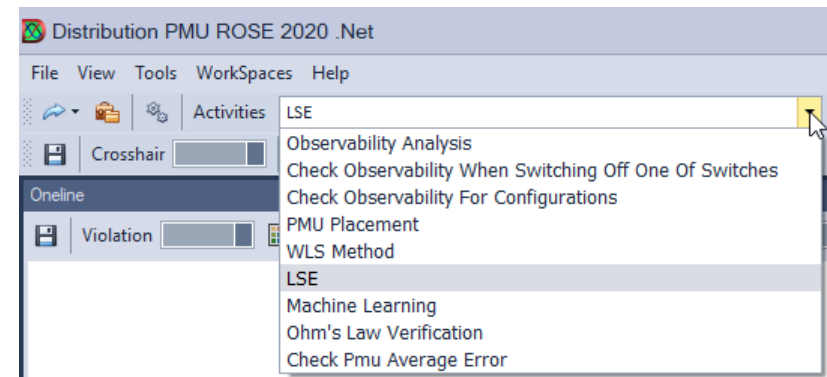 Distribution PMU ROSE 2020 .Net
File View Tools WorkSpaces Help
Activities LSE
Observability Analysis
Crosshair
Check Observability When Switching Off One Of Switches
Oneline
Check Observability For Configurations
PMU Placement
Violation
WLS Method
LSE
Machine Learning
Ohm's Law Verification
Check Pmu Average Error